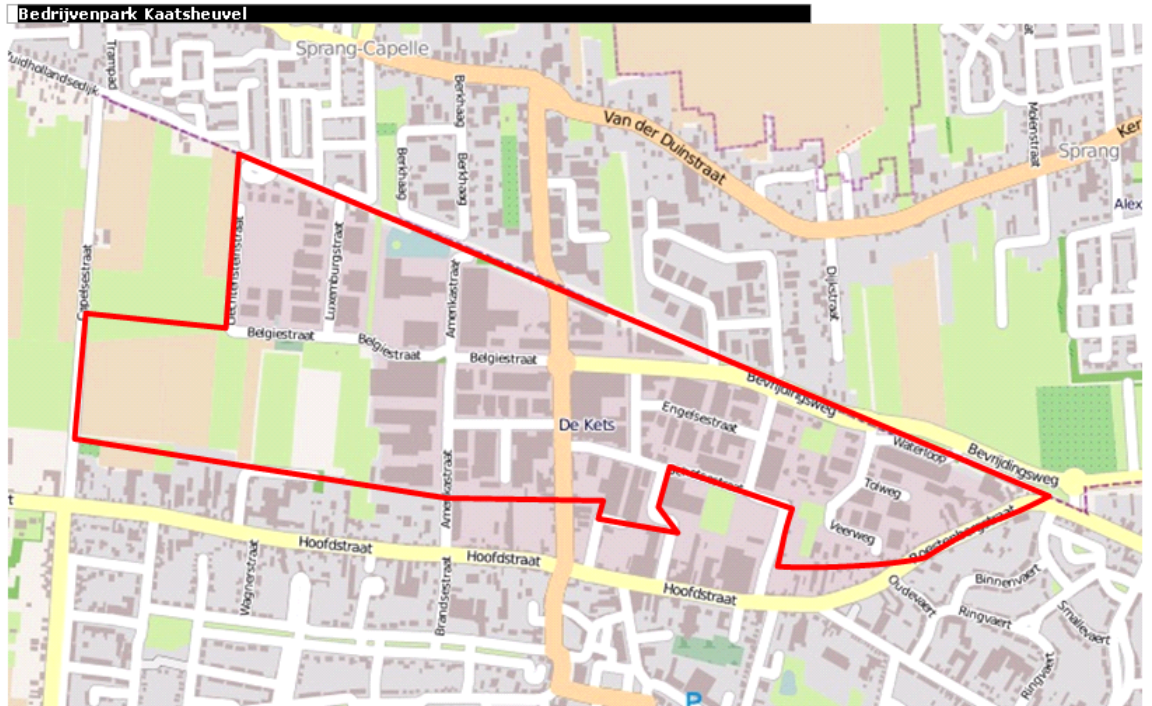 Bedrijvenpark Kaatsheuvel
Sprang-Capelle
Zuidhollandsedijk
Trampad
Berkhaag
Berkhaag
Berkhaag
Van der Duinstraat
Molenstraat
Ker
Sprang
Alex
Capelsestraat
Luxemburgstraat
Amerikastraat
Dijkstraat
Belgiestraat
Belgiestraat
Belgiestraat
Bevrijdingsweg
Engelsestraat
De Kets
Waterloop
Bevrijdingsweg
Tolweg
Veerweg
Amerikastraat
t
Hoofdstraat
Hoofdstraat
Hoofdstraat
Wagnerstraat
Brandsestraat
Oudevaert
Binnenvaert
Ringvaert
Smallevaert
Ringvaert
P